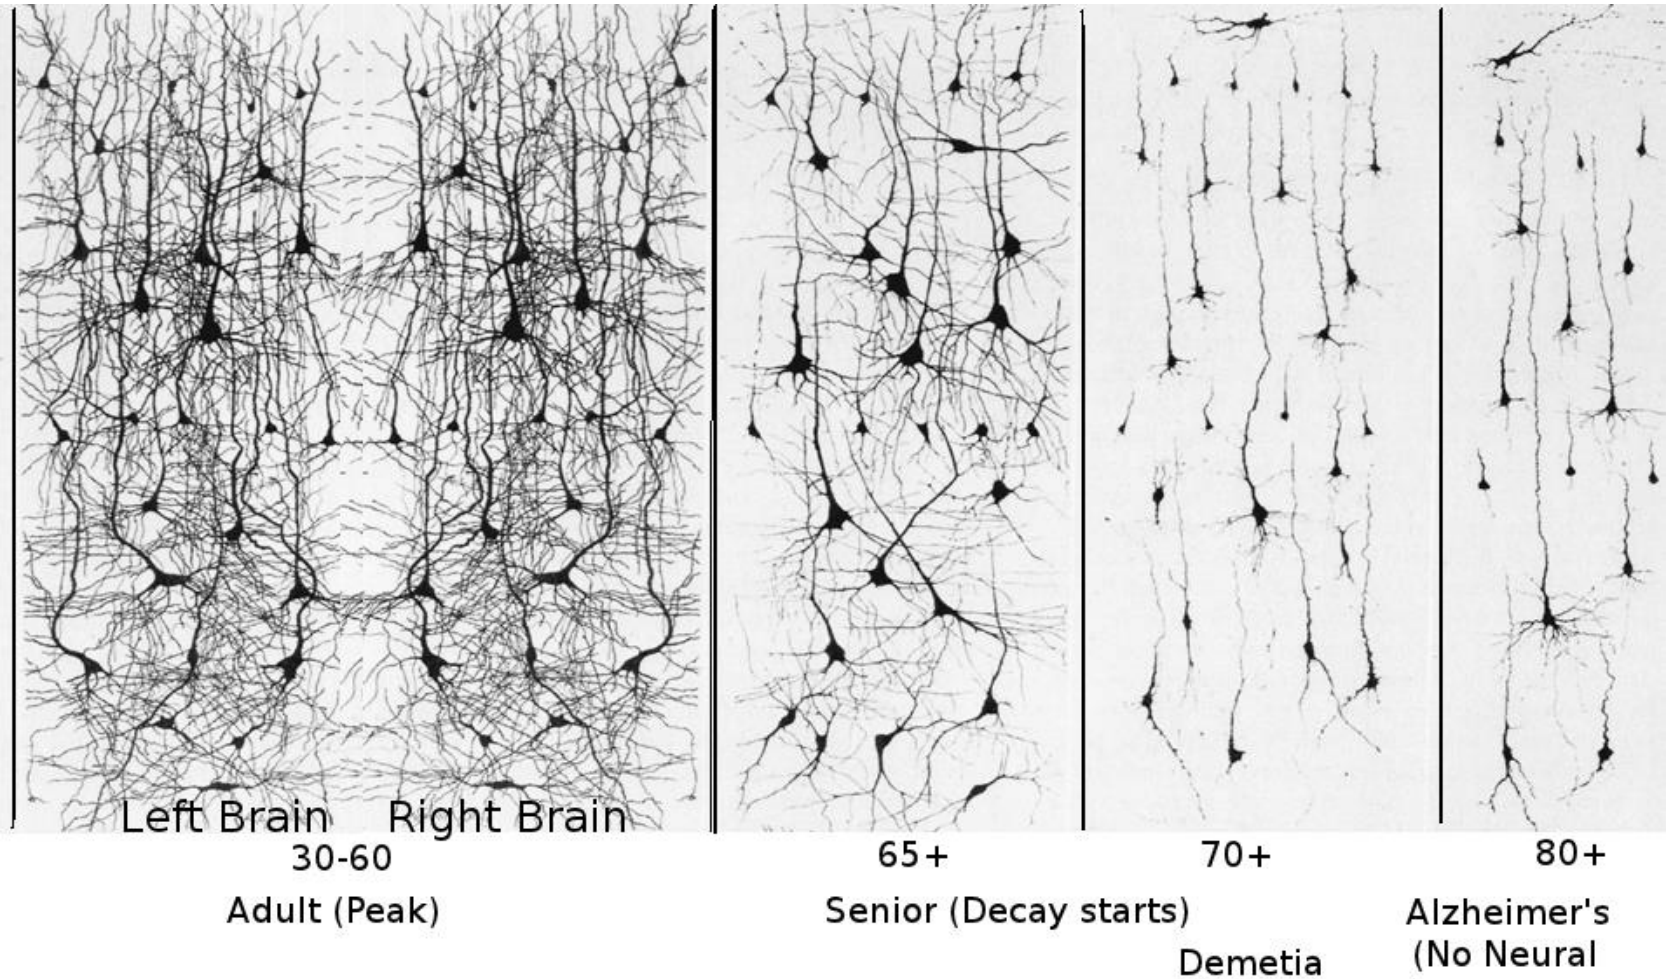 Left Brain Right Brain
30-60
65+
70+
80+
Adult (Peak)
Senior (Decay starts)
Alzheimer's
(No Neural
Demetia